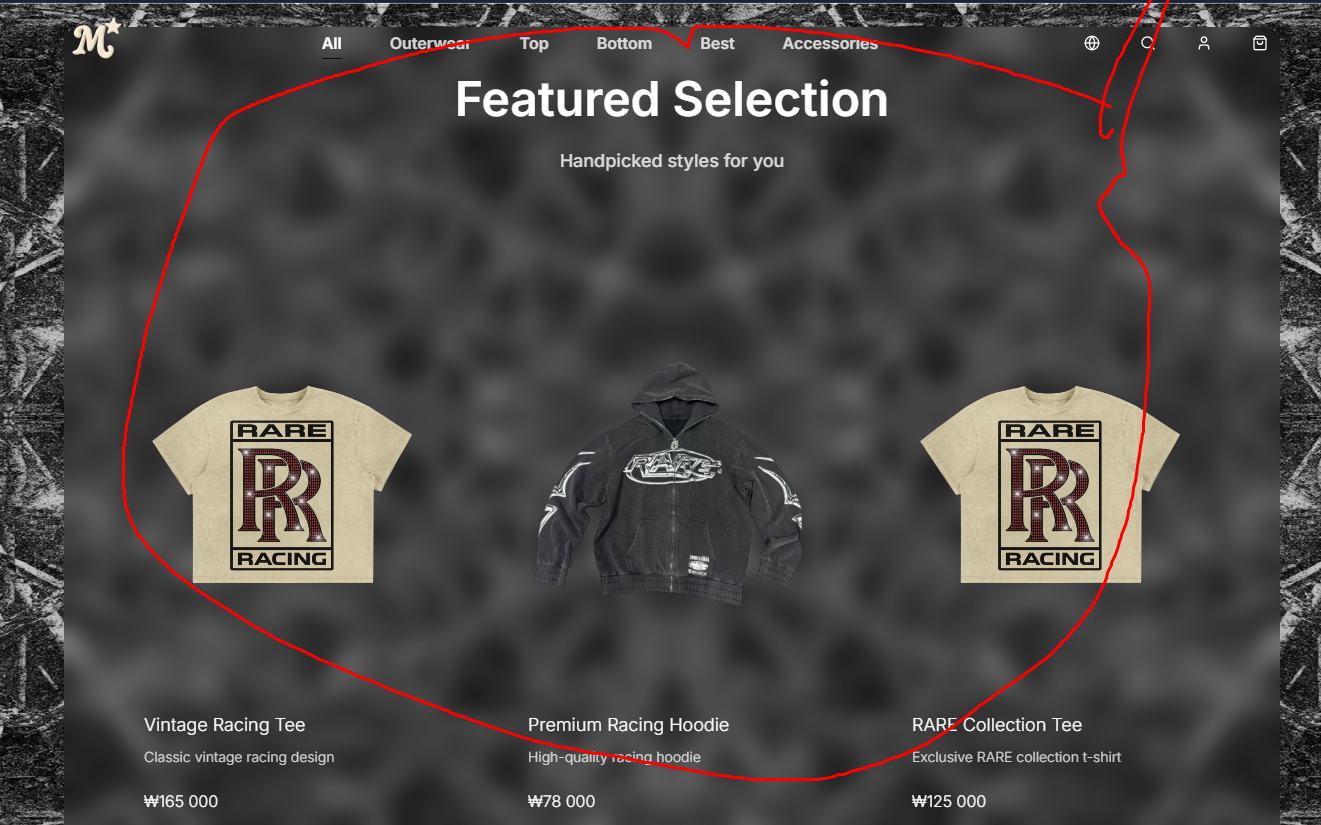 M
All Outerwear Top Bottom Best Accessories
Featured Selection
Handpicked styles for you
RARE
RR
RACING
RARE
RARE
RR
RACING
Vintage Racing Tee
Classic vintage racing design
₩165 000
Premium Racing Hoodie
High-quality racing hoodie
₩78 000
RARE Collection Tee
Exclusive RARE collection t-shirt
₩125 000